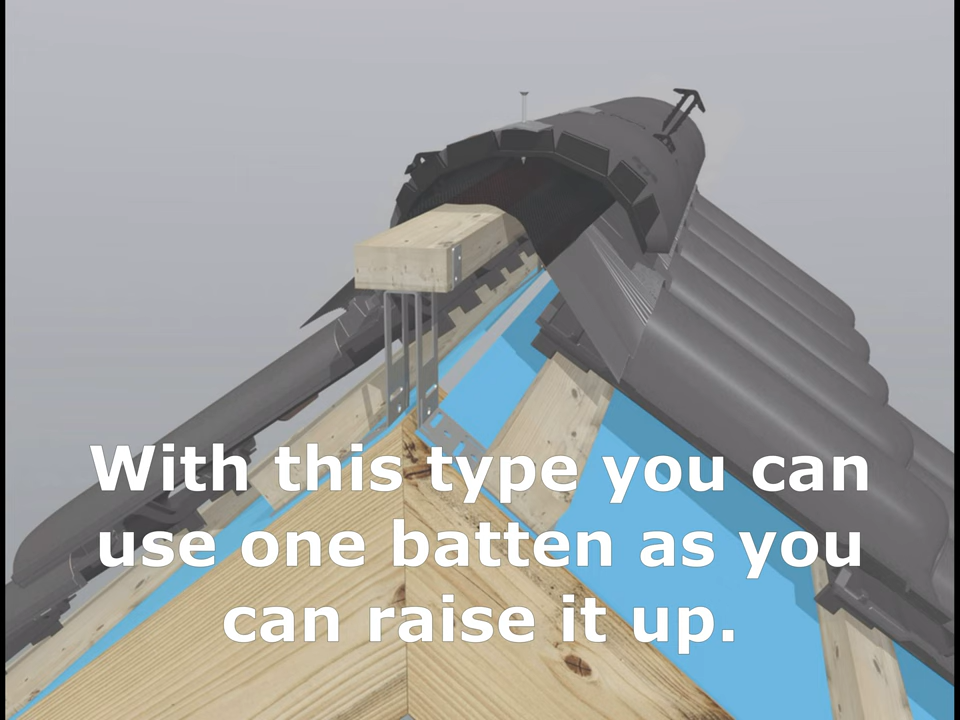 With this type you can
use one batten as you
can raise it up.